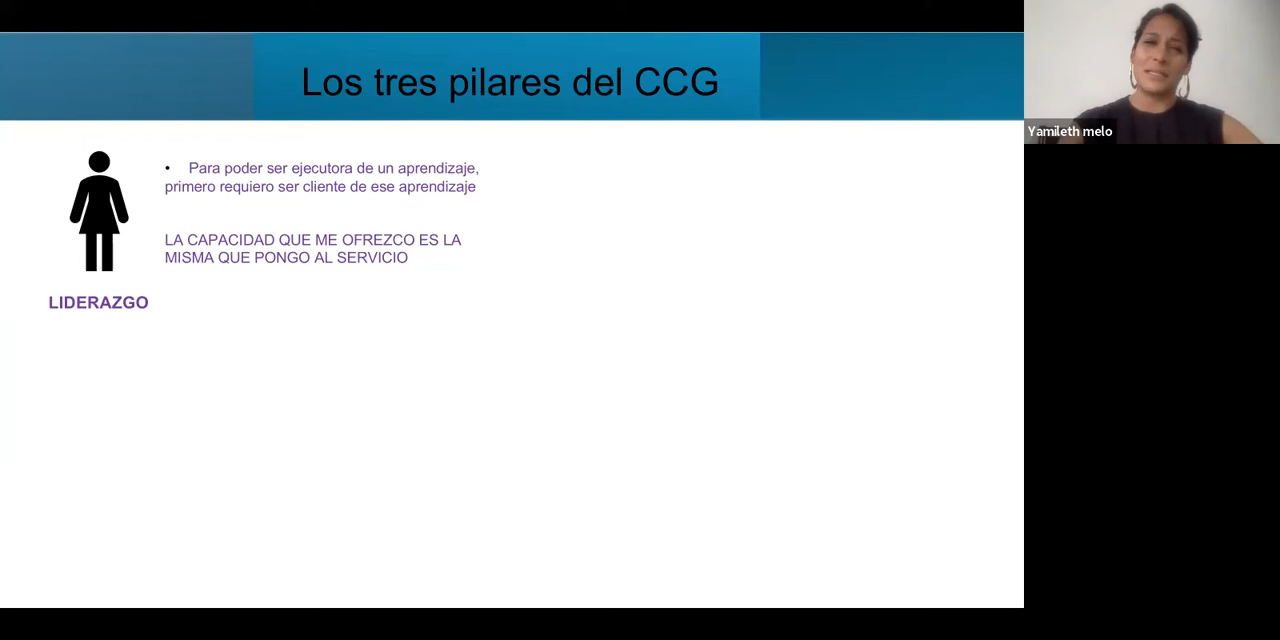 Los tres pilares del CCG
• Para poder ser ejecutora de un aprendizaje,
primero requiero ser cliente de ese aprendizaje
LA CAPACIDAD QUE ME OFREZCO ES LA
MISMA QUE PONGO AL SERVICIO
LIDERAZGO
Yamileth melo